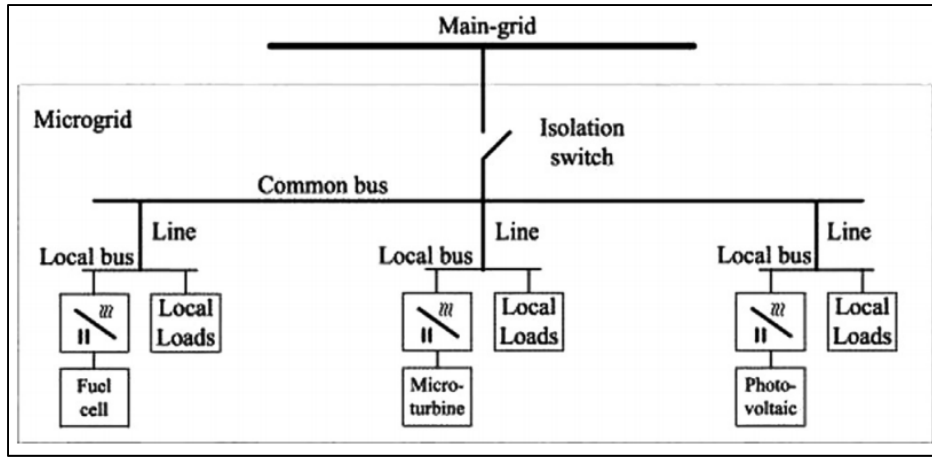 Main-grid
Microgrid
Isolation
switch
Common bus
Line
Line
Line
Local bus
Local bus
Local bus
Local
Loads
Local
Loads
Local
Loads
Fuel
cell
Micro-
turbine
Photo-
voltaic